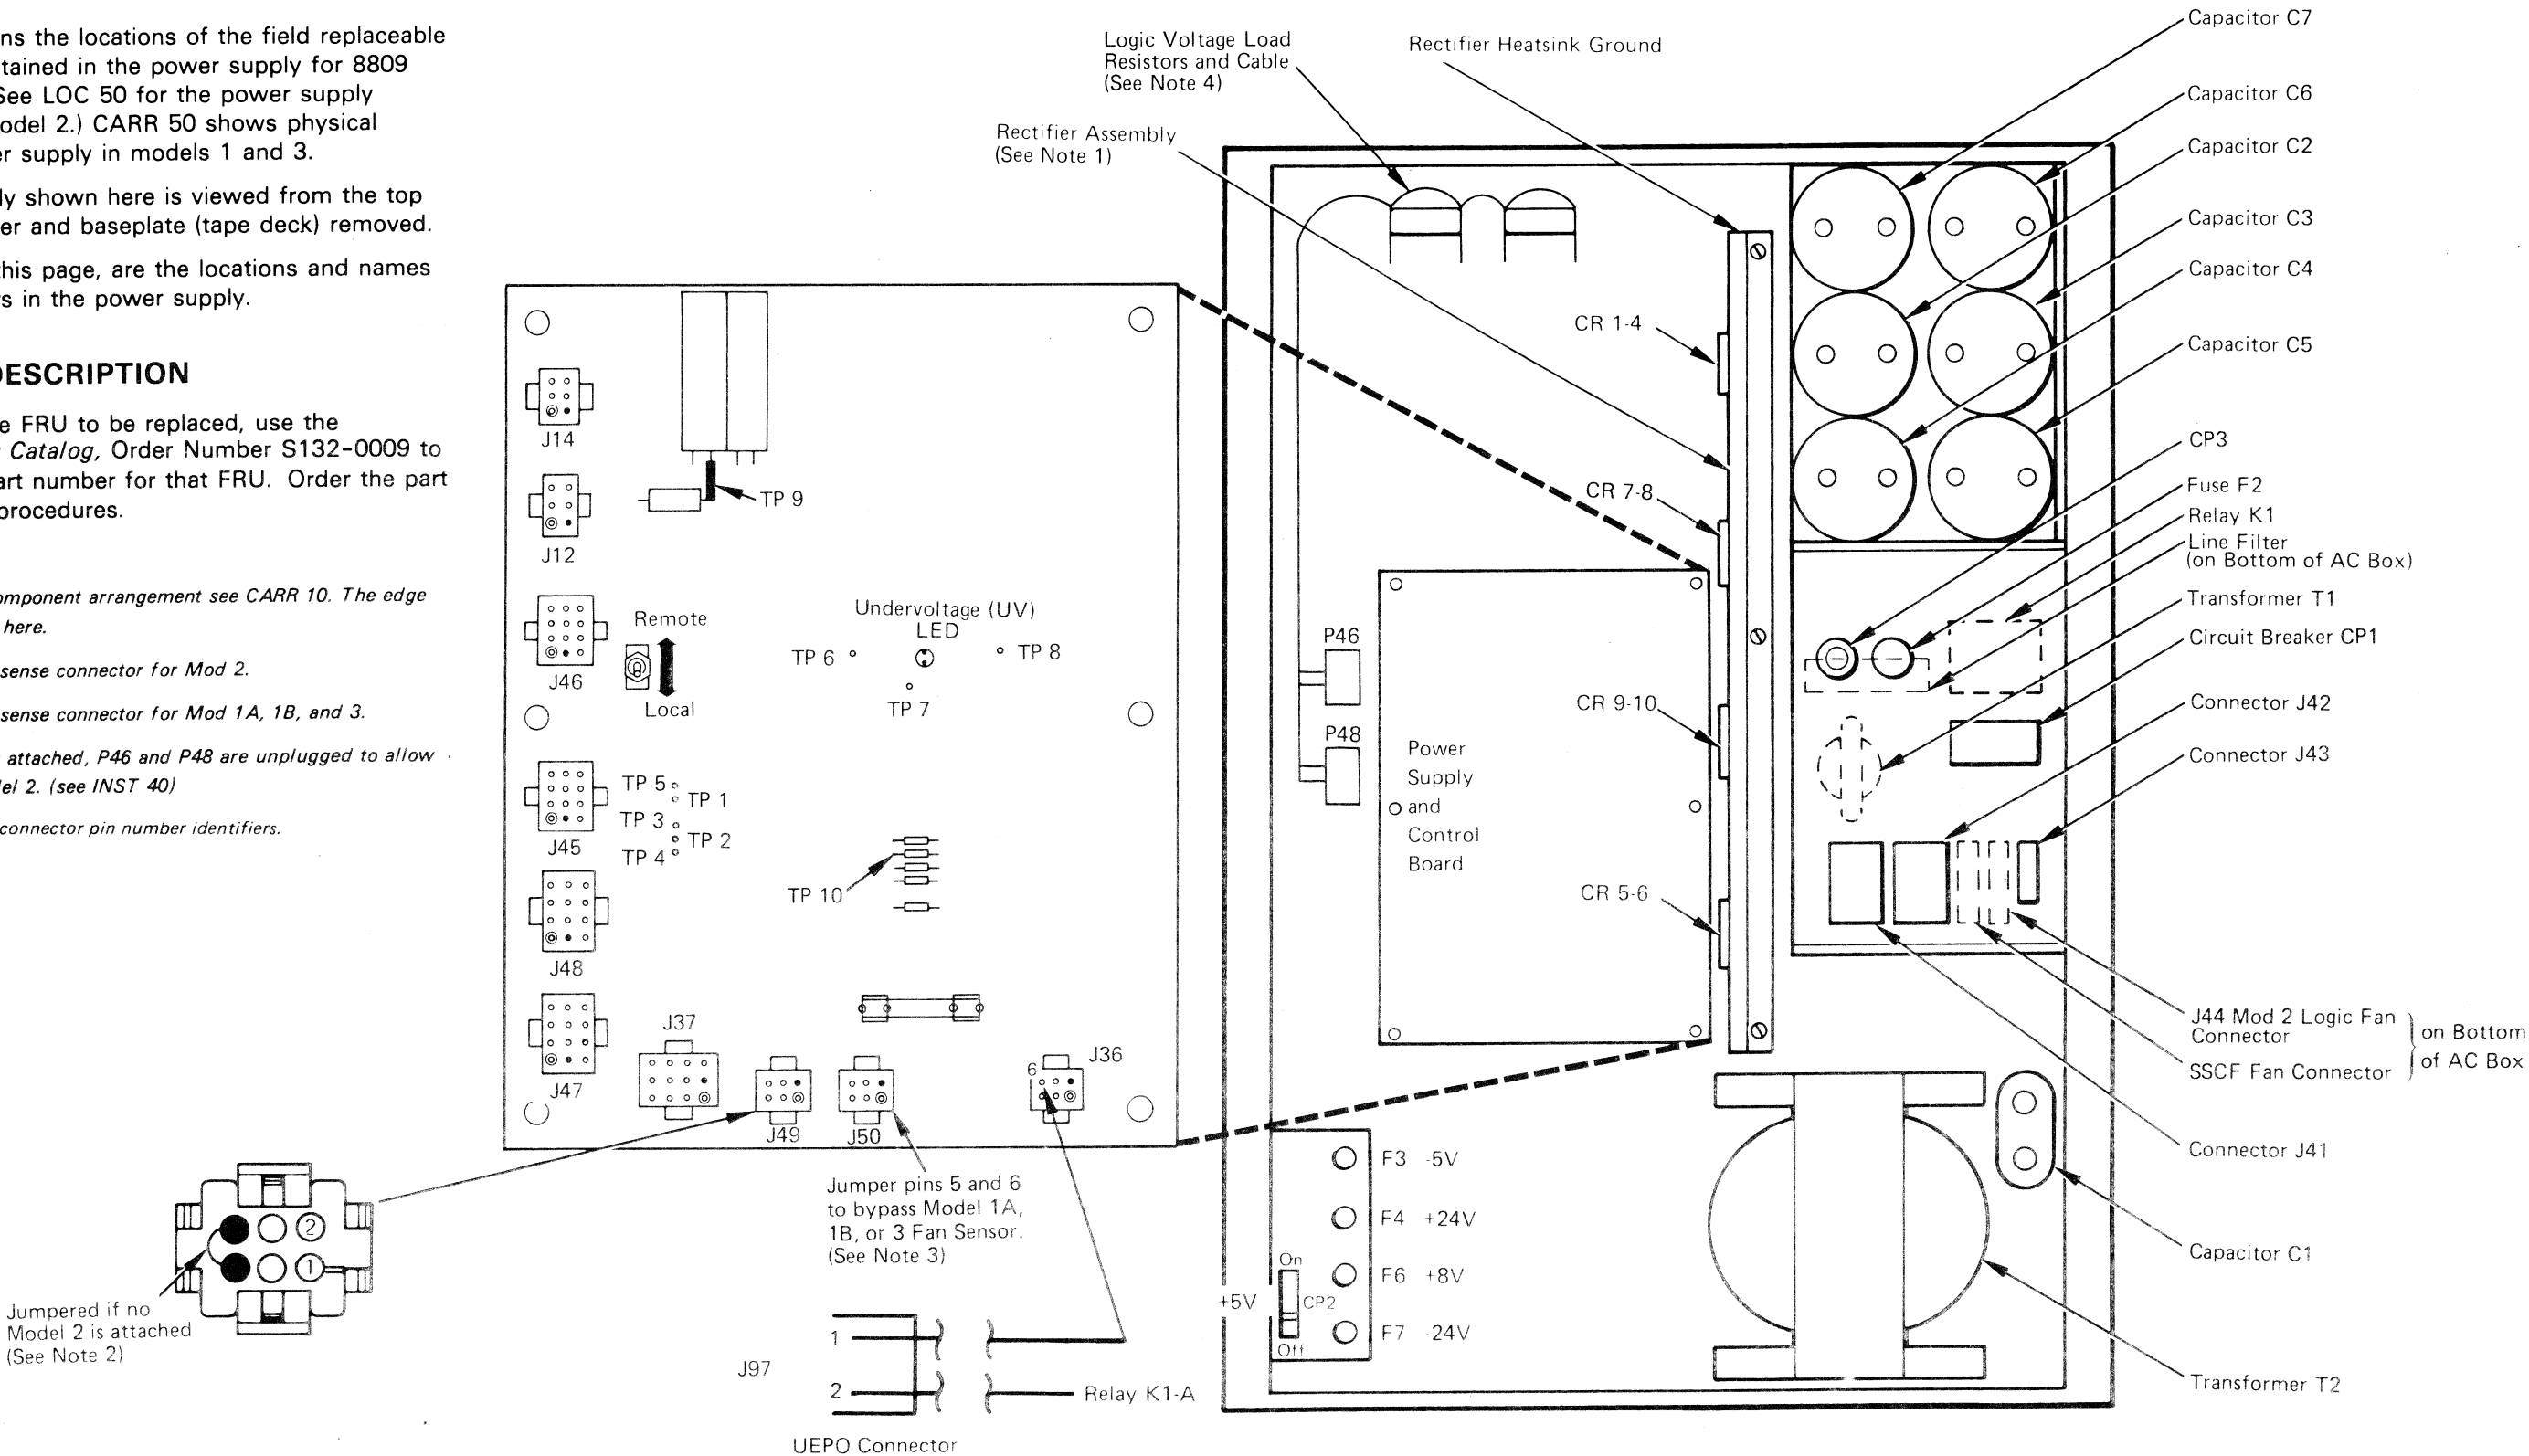 ns the locations of the field replaceable
tained in the power supply for 8809
See LOC 50 for the power supply
odel 2.) CARR 50 shows physical
er supply in models 1 and 3.
ly shown here is viewed from the top
er and baseplate (tape deck) removed.
this page, are the locations and names
rs in the power supply.
DESCRIPTION
e FRU to be replaced, use the
Catalog, Order Number S132-0009 to
art number for that FRU. Order the part
procedures.
omponent arrangement see CARR 10. The edge
here.
sense connector for Mod 2.
sense connector for Mod 1A, 1B, and 3.
attached, P46 and P48 are unplugged to allow
el 2. (see INST 40)
connector pin number identifiers.
Logic Voltage Load
Resistors and Cable
(See Note 4)
Rectifier Heatsink Ground
Rectifier Assembly
(See Note 1)
Capacitor C7
Capacitor C6
Capacitor C2
Capacitor C3
Capacitor C4
Capacitor C5
CP3
Fuse F2
Relay K1
Line Filter
(on Bottom of AC Box)
Transformer T1
Circuit Breaker CP1
Connector J42
Connector J43
J44 Mod 2 Logic Fan
Connector
SSCF Fan Connector
on Bottom
of AC Box
Connector J41
Capacitor C1
Transformer T2
CR 1-4
CR 7-8
CR 9-10
CR 5-6
P46
P48
Power
Supply
and
Control
Board
J14
J12
J46
J45
J48
J47
J37
J49
J50
J36
6
TP 9
Remote
Local
Undervoltage (UV)
LED
TP 6
TP 8
TP 7
TP 5
TP 1
TP 3
TP 2
TP 4
TP 10
Jumper pins 5 and 6
to bypass Model 1A,
1B, or 3 Fan Sensor.
(See Note 3)
2
1
Jumpered if no
Model 2 is attached
(See Note 2)
F3 -5V
F4 +24V
F6 +8V
F7 -24V
On
+5V
CP2
Off
1
J97
2
Relay K1-A
UEPO Connector